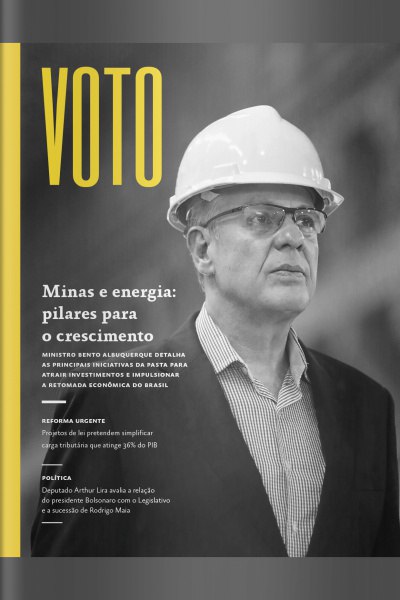 VOTO
Minas e energia:
pilares para
o crescimento
MINISTRO BENTO ALBUQUERQUE DETALHA
AS PRINCIPAIS INICIATIVAS DA PASTA PARA
ATRAIR INVESTIMENTOS E IMPULSIONAR
A RETOMADA ECONÔMICA DO BRASIL
REFORMA URGENTE
Projetos de lei pretendem simplificar
carga tributária que atinge 36% do PIB
POLÍTICA
Deputado Arthur Lira avalia a relação
do presidente Bolsonaro com o Legislativo
e a sucessão de Rodrigo Maia